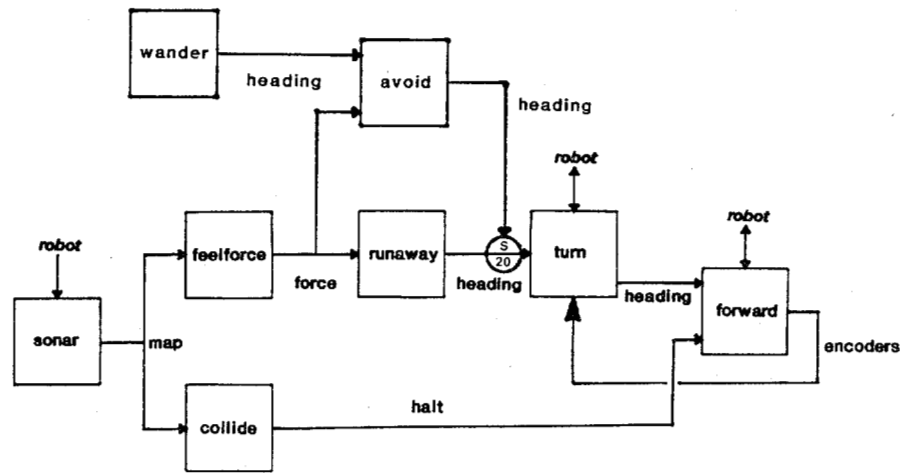 wander
avoid
heading
heading
robot
robot
robot
feelforce
runaway
S
20
turn
force
heading
heading
forward
sonar
map
encoders
collide
halt